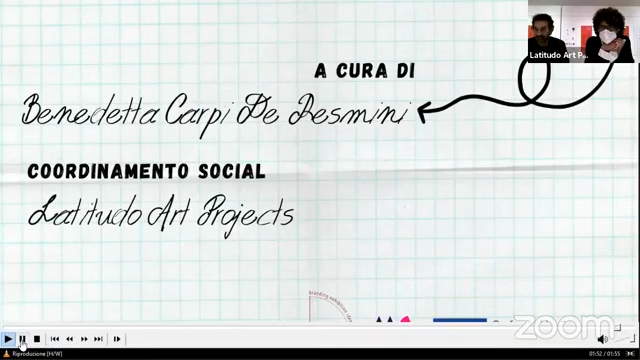 Latitudo Art P...
A CURA DI
Benedetta Carpi De Resmini
COORDINAMENTO SOCIAL
Latitudo Art Projects
zoom
Riproduzione [H/W]
01:52 / 01:55